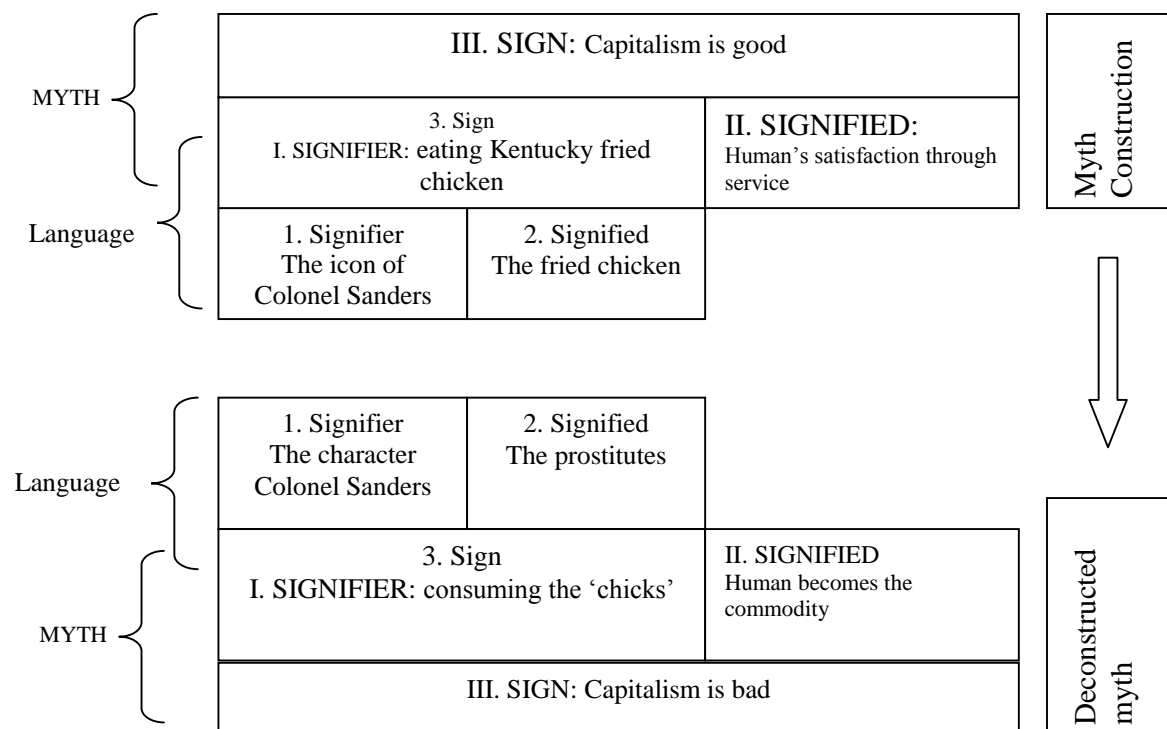 III. SIGN: Capitalism is good
MYTH
3. Sign
I. SIGNIFIER: eating Kentucky fried
chicken
II. SIGNIFIED:
Human’s satisfaction through
service
Myth
Construction
Language
1. Signifier
The icon of
Colonel Sanders
2. Signified
The fried chicken
Language
1. Signifier
The character
Colonel Sanders
2. Signified
The prostitutes
MYTH
3. Sign
I. SIGNIFIER: consuming the ‘chicks’
II. SIGNIFIED
Human becomes the
commodity
Deconstructed
myth
III. SIGN: Capitalism is bad